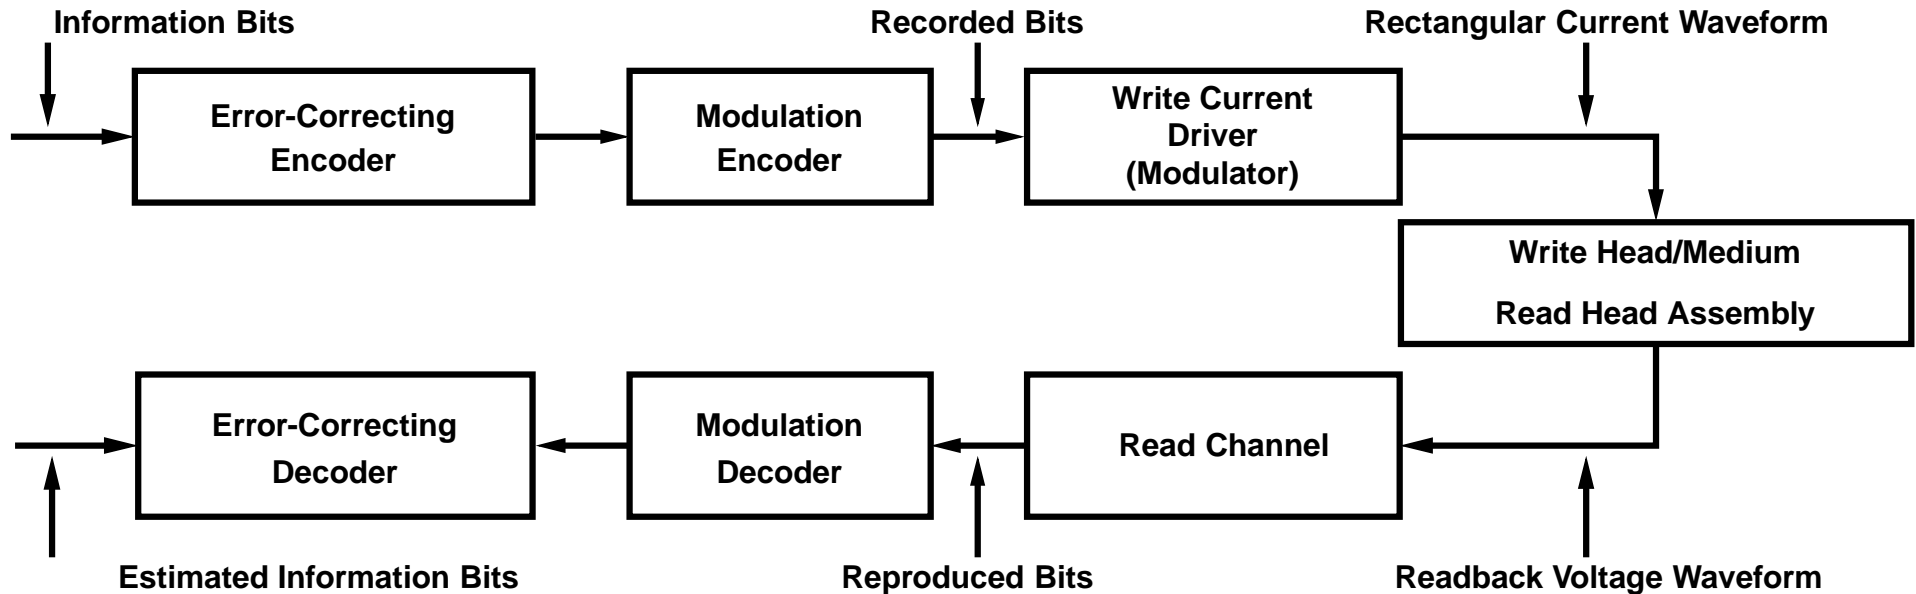 Information Bits
Recorded Bits
Rectangular Current Waveform
Error-Correcting
Encoder
Modulation
Encoder
Write Current
Driver
(Modulator)
Write Head/Medium
Read Head Assembly
Error-Correcting
Decoder
Modulation
Decoder
Read Channel
Estimated Information Bits
Reproduced Bits
Readback Voltage Waveform